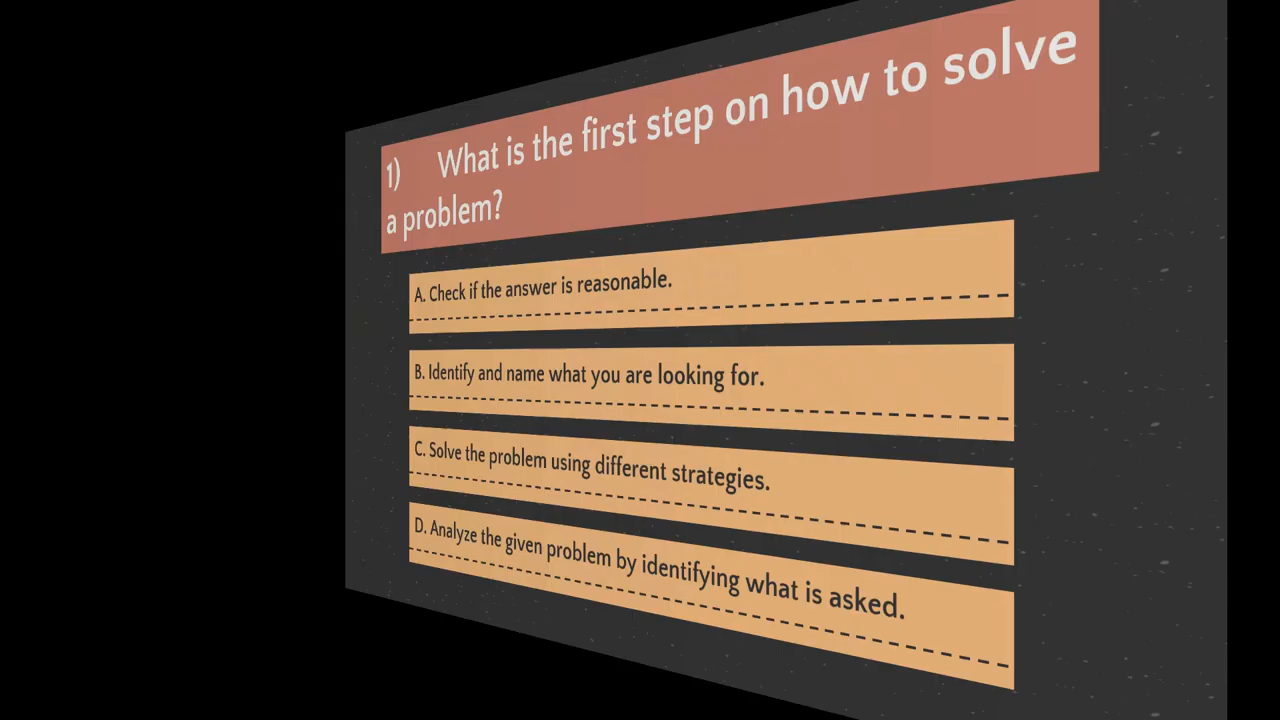 1) What is the first step on how to solve
a problem?
A. Check if the answer is reasonable.
B. Identify and name what you are looking for.
C. Solve the problem using different strategies.
D. Analyze the given problem by identifying what is asked.